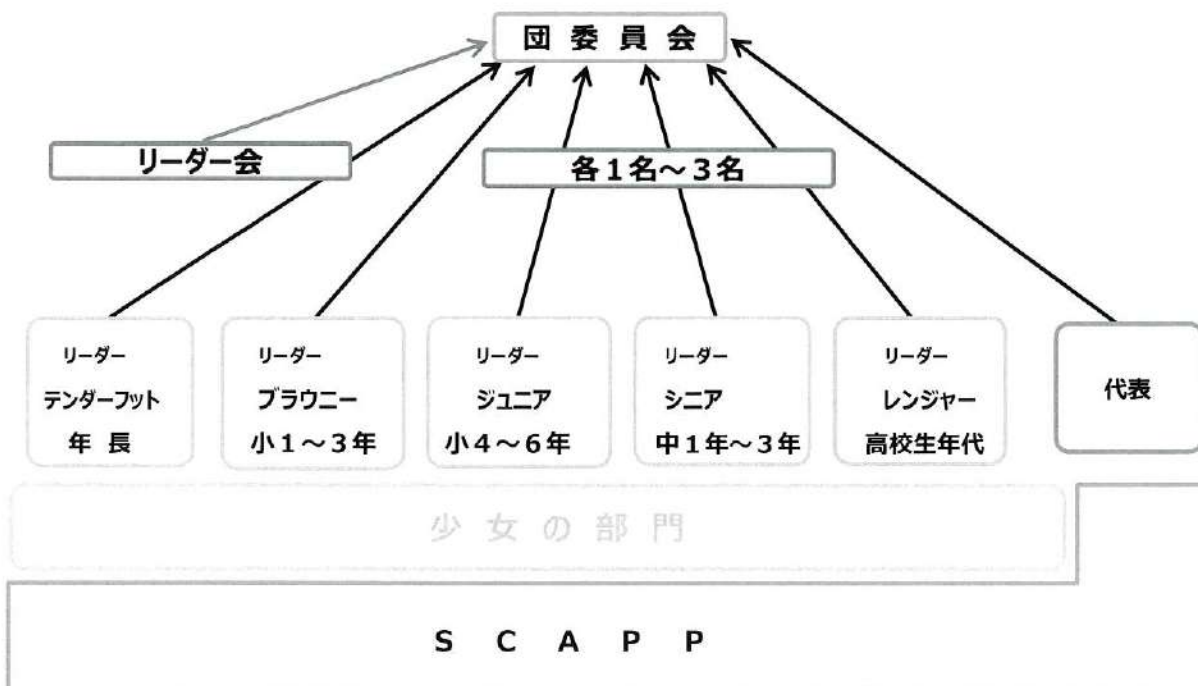 団委員会
リーダー会
各１名～３名
リーダー
テンダーフット
年 長
リーダー
ブラウニー
小１～３年
リーダー
ジュニア
小４～６年
リーダー
シニア
中１年～３年
リーダー
レンジャー
高校生年代
代表
少女の部門
ＳＣＡＰＰ